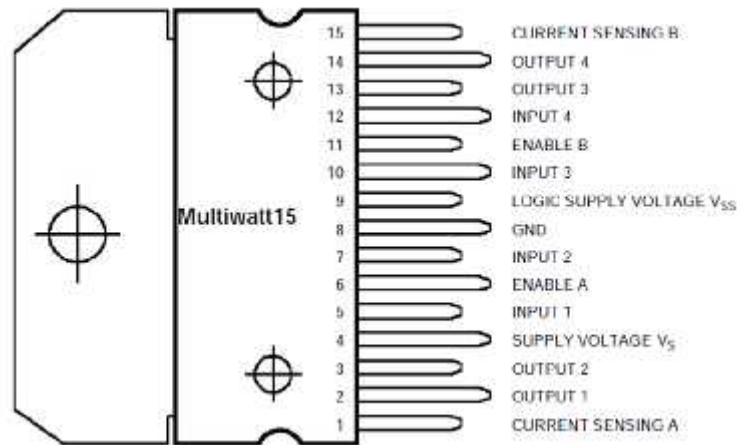 15 CURRENT SENSING B
14 OUTPUT 4
13 OUTPUT 3
12 INPUT 4
11 ENABLE B
10 INPUT 3
9 LOGIC SUPPLY VOLTAGE VSS
Multiwatt15
8 GND
7 INPUT 2
6 ENABLE A
5 INPUT 1
4 SUPPLY VOLTAGE VS
3 OUTPUT 2
2 OUTPUT 1
1 CURRENT SENSING A